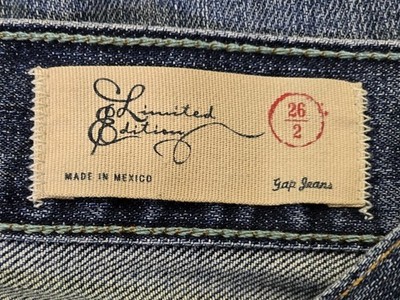 Limited
Edition
26
2
MADE IN MEXICO
Gap Jeans